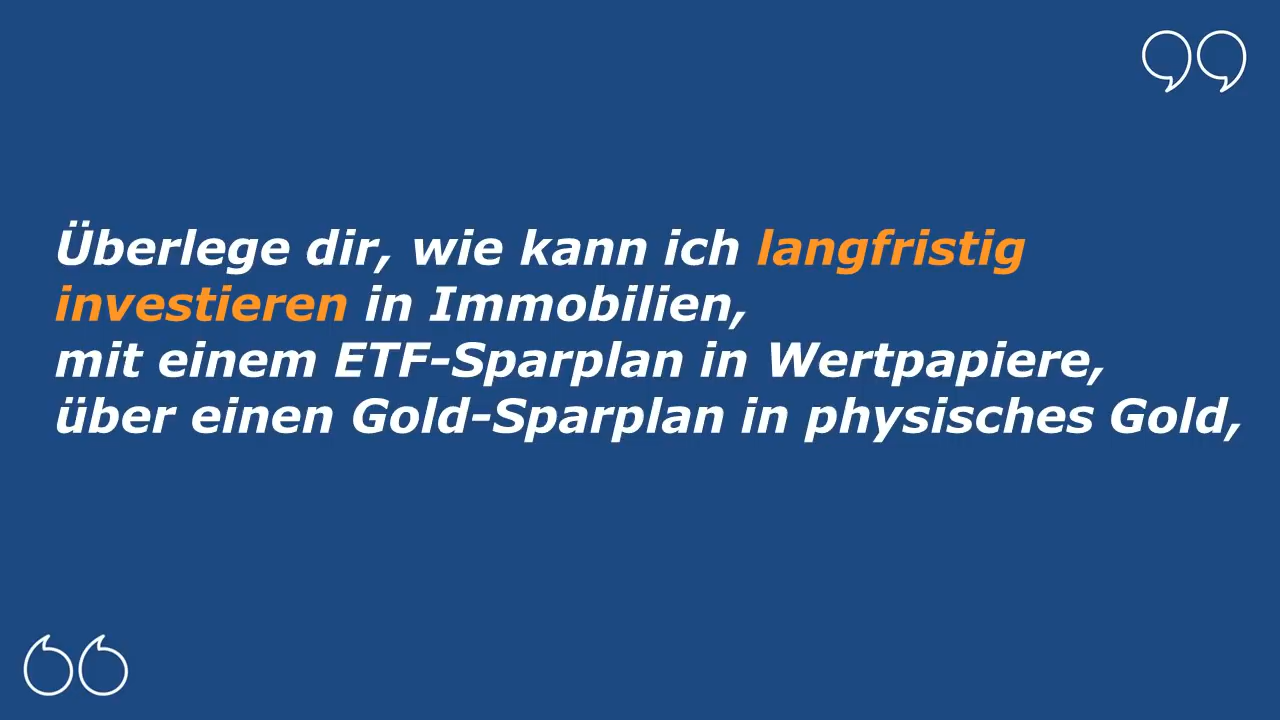 Überlege dir, wie kann ich langfristig
investieren in Immobilien,
mit einem ETF-Sparplan in Wertpapiere,
über einen Gold-Sparplan in physisches Gold,